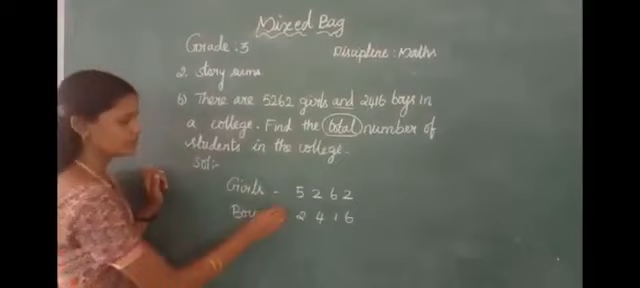 Mixed Bag
Grade : 3 Discipline : Maths
2. story sums
b) There are 5262 girls and 2416 boys in
a college. Find the total number of
students in the college.
Sol:-
Girls - 5 2 6 2
Boy 2 4 1 6